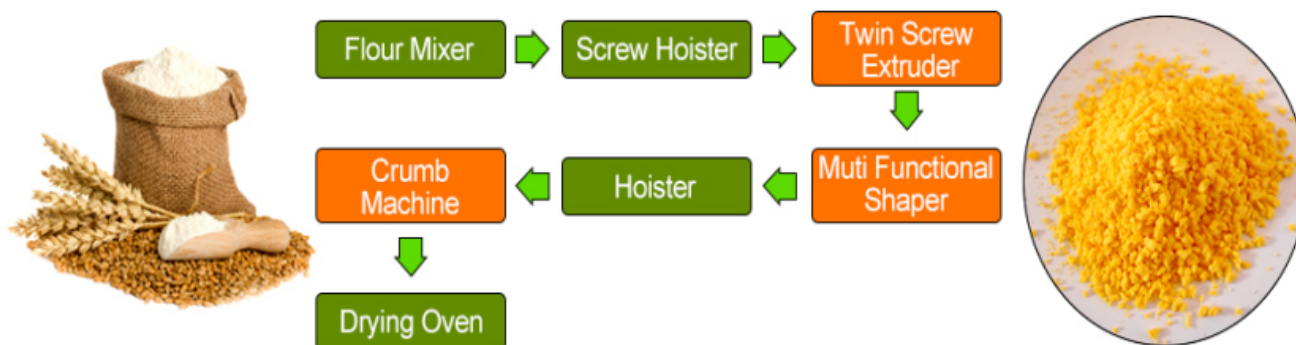 Flour Mixer
Screw Hoister
Twin Screw
Extruder
Muti Functional
Shaper
Hoister
Crumb
Machine
Drying Oven